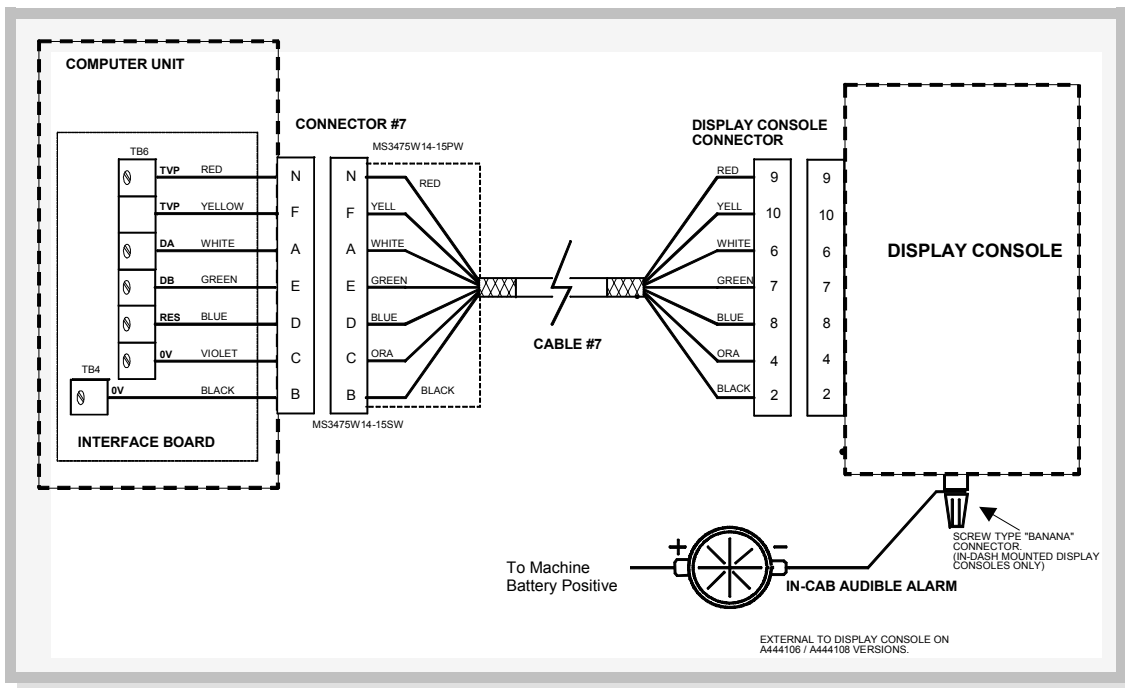 COMPUTER UNIT
CONNECTOR #7
MS3475W14-15PW
DISPLAY CONSOLE
CONNECTOR
TB6
TVP RED N N RED RED 9 9
TVP YELLOW F F YELL YELL 10 10
DA WHITE A A WHITE WHITE 6 6
DISPLAY CONSOLE
DB GREEN E E GREEN GREEN 7 7
RES BLUE D D BLUE BLUE 8 8
CABLE #7
0V VIOLET C C ORA ORA 4 4
TB4
0V BLACK B B BLACK BLACK 2 2
MS3475W14-15SW
INTERFACE BOARD
SCREW TYPE "BANANA"
CONNECTOR.
(IN-DASH MOUNTED DISPLAY
CONSOLES ONLY)
+ –
To Machine
Battery Positive
IN-CAB AUDIBLE ALARM
EXTERNAL TO DISPLAY CONSOLE ON
A444106 / A444108 VERSIONS.